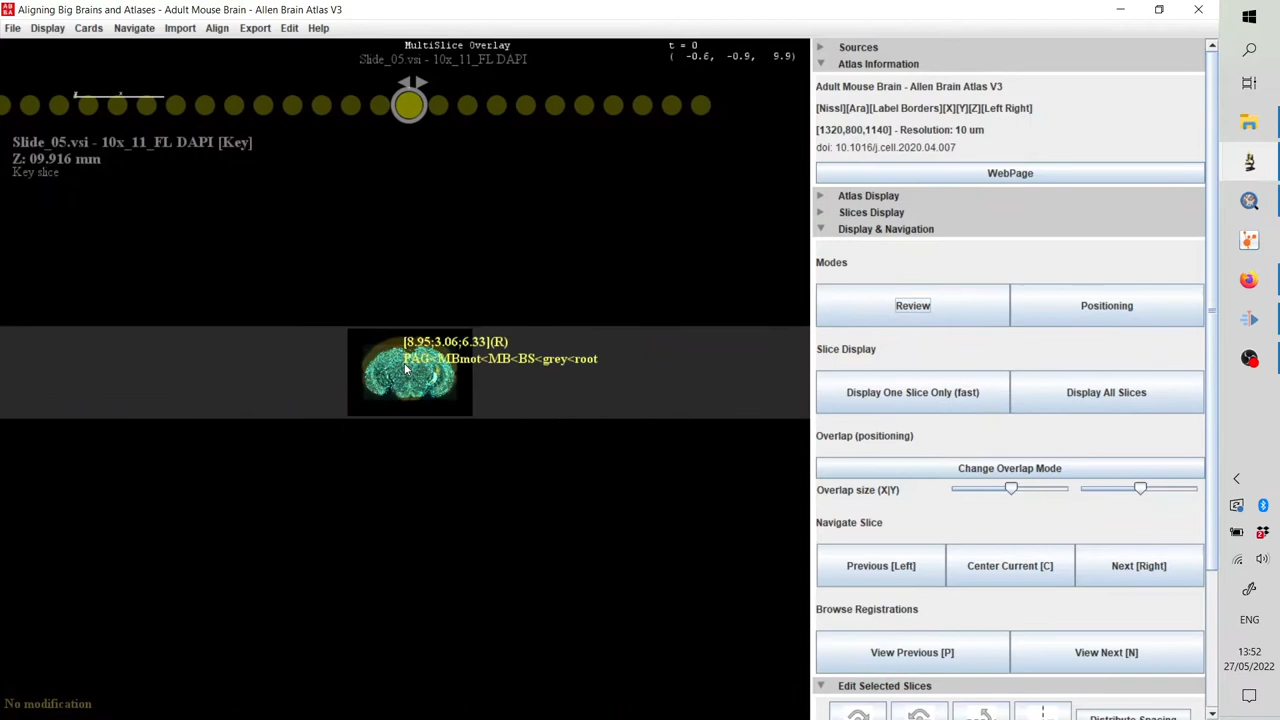 Aligning Big Brains and Atlases - Adult Mouse Brain - Allen Brain Atlas V3
File Display Cards Navigate Import Align Export Edit Help
MultiSlice Overlay
t = 0
Slide_05.vsi - 10x_11_FL DAPI
( -0.6, -0.9, 9.9)
Slide_05.vsi - 10x_11_FL DAPI [Key]
Z: 09.916 mm
Key slice
[8.95;3.06;6.33](R)
PAG<MBmot<MB<BS<grey<root
No modification
Sources
Atlas Information
Adult Mouse Brain - Allen Brain Atlas V3
[Nissl][Ara][Label Borders][X][Y][Z][Left Right]
[1320,800,1140] - Resolution: 10 um
doi: 10.1016/j.cell.2020.04.007
WebPage
Atlas Display
Slices Display
Display & Navigation
Modes
Review Positioning
Slice Display
Display One Slice Only (fast) Display All Slices
Overlap (positioning)
Change Overlap Mode
Overlap size (X|Y)
Navigate Slice
Previous [Left] Center Current [C] Next [Right]
Browse Registrations
View Previous [P] View Next [N]
Edit Selected Slices
Distribute Spacing
ENG
13:52
27/05/2022